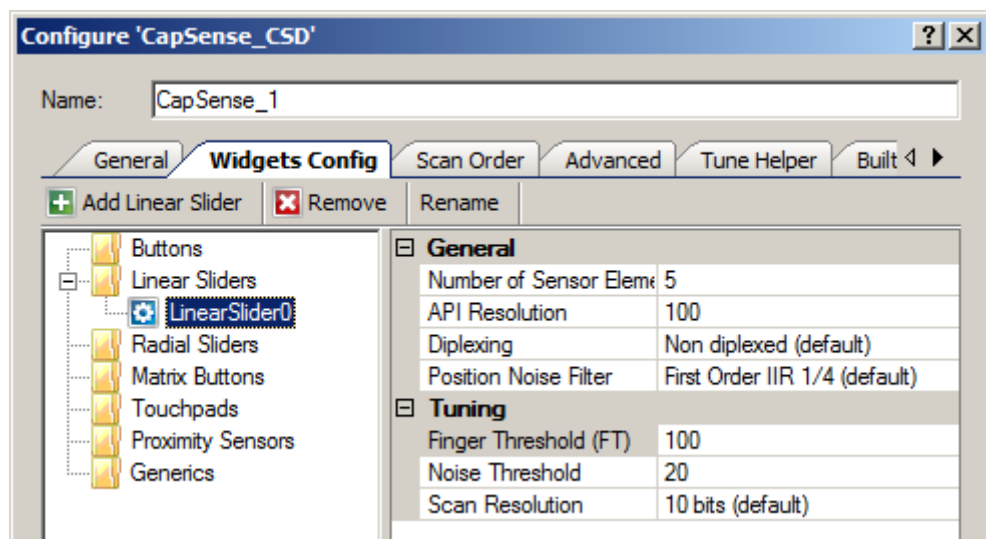 Configure 'CapSense_CSD'
Name: CapSense_1
General Widgets Config Scan Order Advanced Tune Helper Built
Add Linear Slider Remove Rename
Buttons
Linear Sliders
LinearSlider0
Radial Sliders
Matrix Buttons
Touchpads
Proximity Sensors
Generics
General
Number of Sensor Eleme 5
API Resolution 100
Diplexing Non diplexed (default)
Position Noise Filter First Order IIR 1/4 (default)
Tuning
Finger Threshold (FT) 100
Noise Threshold 20
Scan Resolution 10 bits (default)